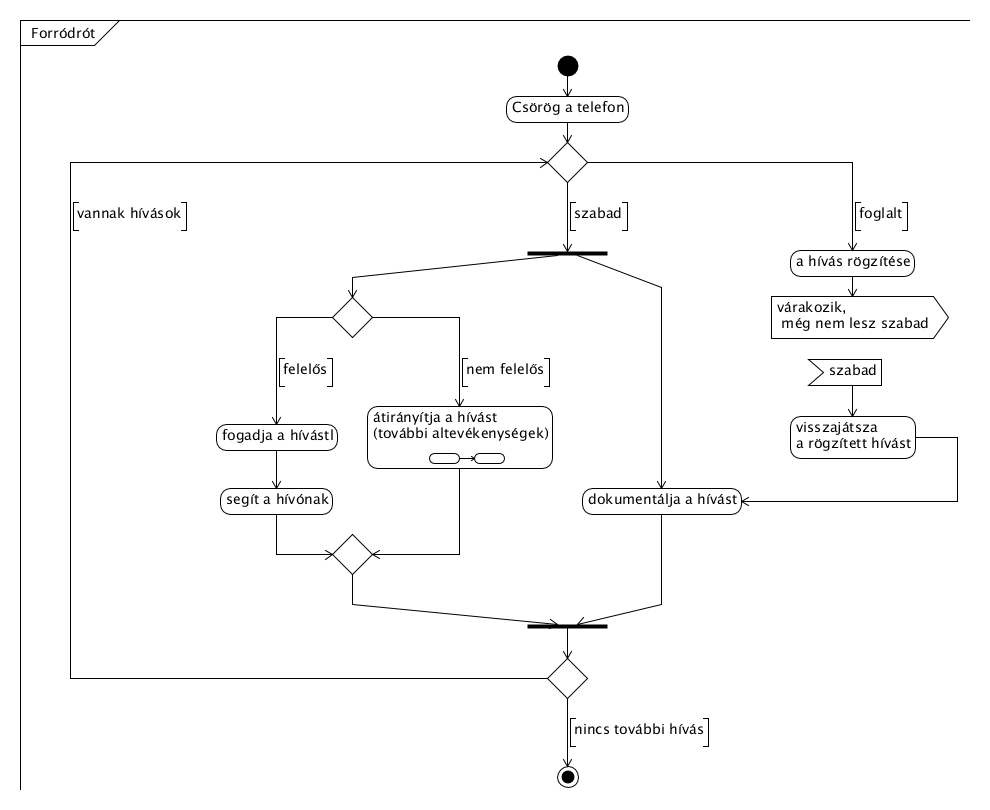 Forródrót
Csörög a telefon
[vannak hívások]
[szabad]
[foglalt]
a hívás rögzítése
várakozik,
még nem lesz szabad
[felelős]
[nem felelős]
szabad
átirányítja a hívást
(további altevékenységek)
fogadja a hívástl
visszajátsza
a rögzített hívást
segít a hívónak
dokumentálja a hívást
[nincs további hívás]